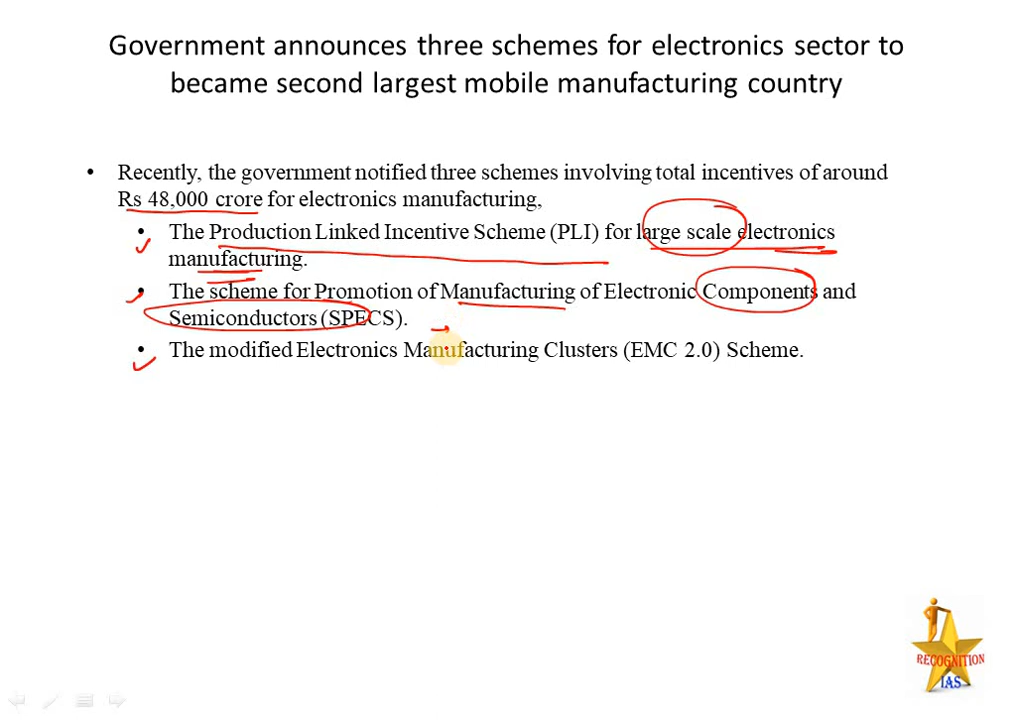 Government announces three schemes for electronics sector to
became second largest mobile manufacturing country
• Recently, the government notified three schemes involving total incentives of around
Rs 48,000 crore for electronics manufacturing,
• The Production Linked Incentive Scheme (PLI) for large scale electronics
manufacturing.
• The scheme for Promotion of Manufacturing of Electronic Components and
Semiconductors (SPECS).
• The modified Electronics Manufacturing Clusters (EMC 2.0) Scheme.
RECOGNITION
IAS